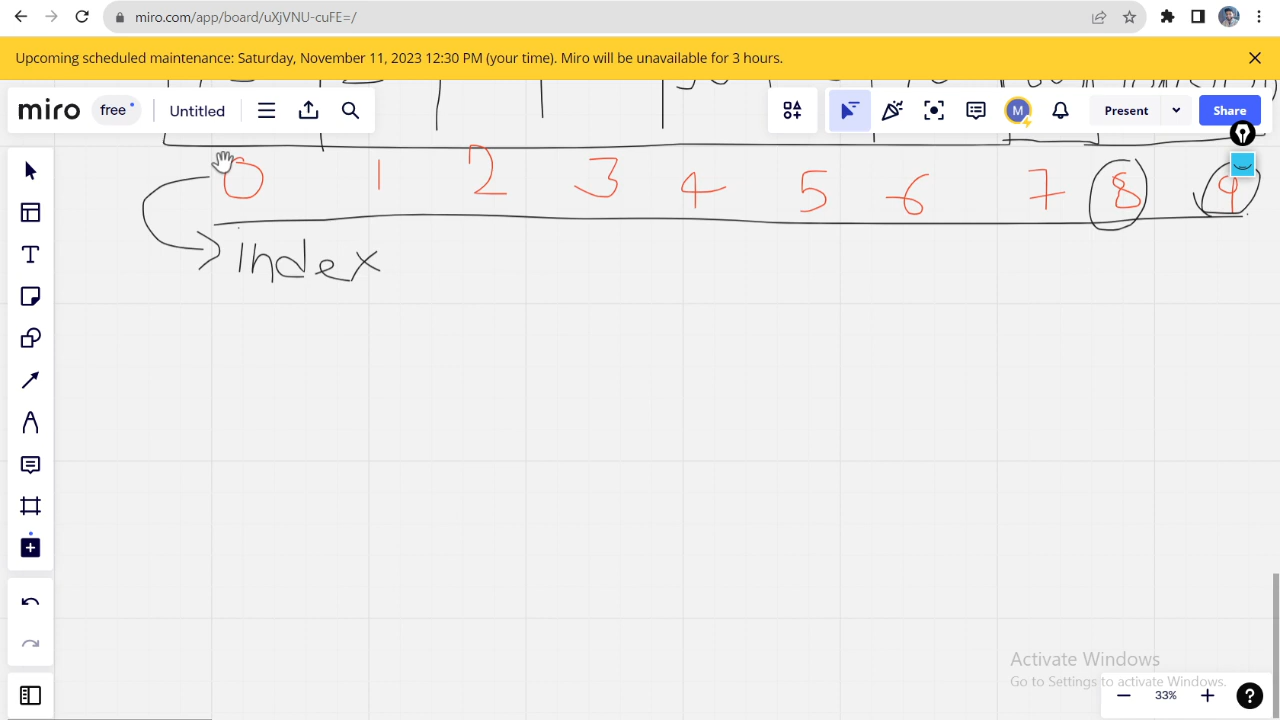 miro.com/app/board/uXjVNU-cuFE=/
Upcoming scheduled maintenance: Saturday, November 11, 2023 12:30 PM (your time). Miro will be unavailable for 3 hours.
miro free Untitled M Present Share
0 1 2 3 4 5 6 7 8 9
Index
Activate Windows
Go to Settings to activate Windows.
33%